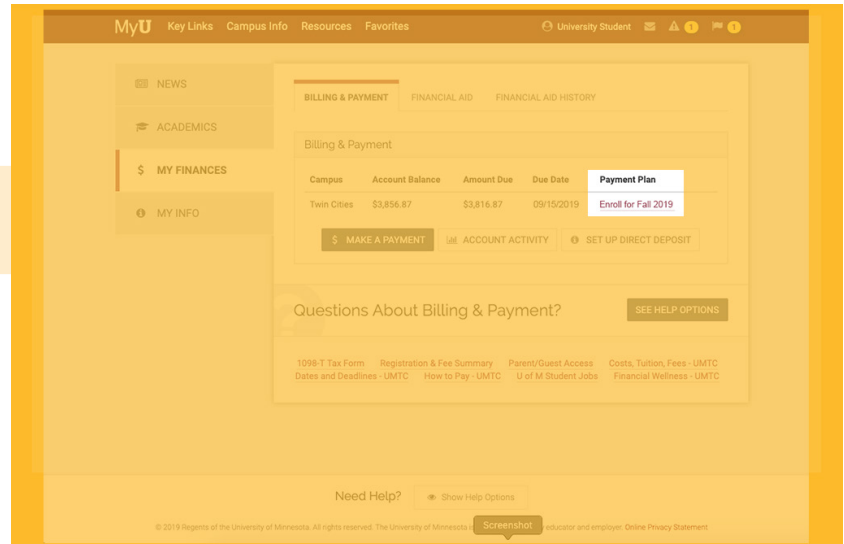 MyU Key Links Campus Info Resources Favorites University Student 1 1
NEWS
ACADEMICS
$ MY FINANCES
MY INFO
BILLING & PAYMENT FINANCIAL AID FINANCIAL AID HISTORY
Billing & Payment
Campus Account Balance Amount Due Due Date Payment Plan
Twin Cities $3,856.87 $3,816.87 09/15/2019 Enroll for Fall 2019
$ MAKE A PAYMENT ACCOUNT ACTIVITY SET UP DIRECT DEPOSIT
Questions About Billing & Payment? SEE HELP OPTIONS
1098-T Tax Form Registration & Fee Summary Parent/Guest Access Costs, Tuition, Fees - UMTC
Dates and Deadlines - UMTC How to Pay - UMTC U of M Student Jobs Financial Wellness - UMTC
Need Help? Show Help Options
© 2019 Regents of the University of Minnesota. All rights reserved. The University of Minnesota educator and employer. Online Privacy Statement
Screenshot